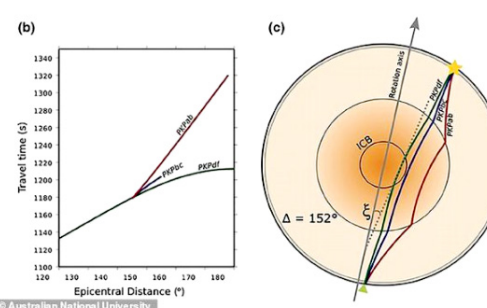 (b)
1340
1320
1300
1280
1260
1240
1220
1200
1180
1160
1140
1120
1100
120 130 140 150 160 170 180
Travel time (s)
Epicentral Distance (°)
PKPab
PKPbc
PKPdf
© Australian National University
(c)
Rotation axis
PKPdf
PKPbc
PKPab
ICB
ξ
Δ = 152°